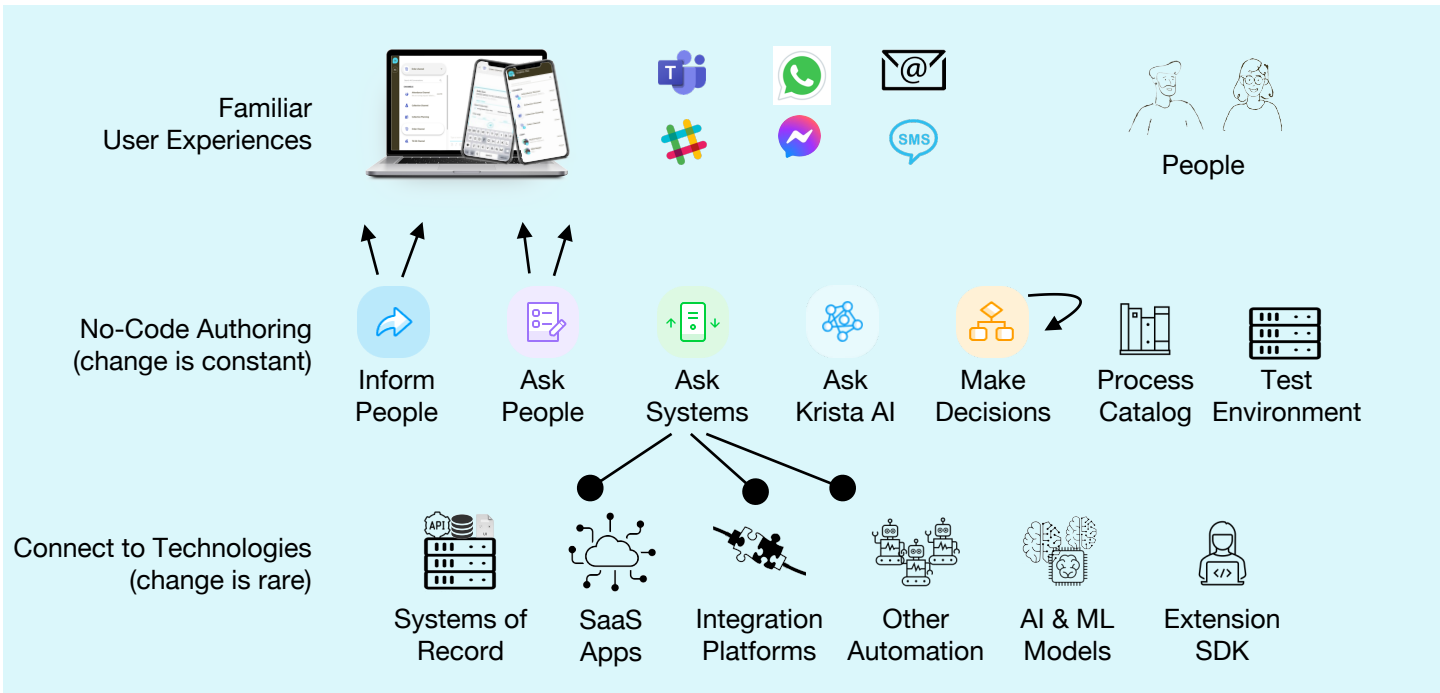 Familiar
User Experiences
T
@
SMS
People
No-Code Authoring
(change is constant)
Inform
People
Ask
People
Ask
Systems
Ask
Krista AI
Make
Decisions
Process
Catalog
Test
Environment
Connect to Technologies
(change is rare)
API
</>
Systems of
Record
SaaS
Apps
Integration
Platforms
Other
Automation
AI & ML
Models
Extension
SDK